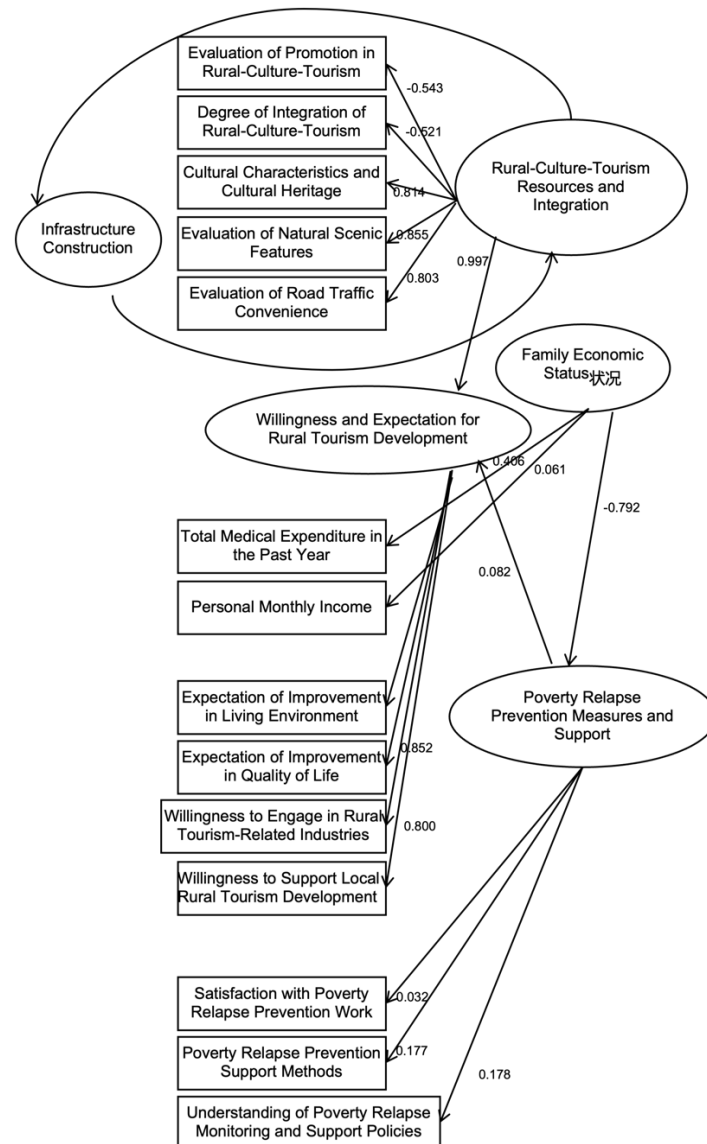 Evaluation of Promotion in
Rural-Culture-Tourism
-0.543
Degree of Integration of
Rural-Culture-Tourism
-0.521
Cultural Characteristics and
Cultural Heritage
0.814
Rural-Culture-Tourism
Resources and
Integration
Infrastructure
Construction
Evaluation of Natural Scenic
Features
0.855
0.997
Evaluation of Road Traffic
Convenience
0.803
Family Economic
Status状况
Willingness and Expectation for
Rural Tourism Development
0.406
0.061
-0.792
Total Medical Expenditure in
the Past Year
0.082
Personal Monthly Income
Expectation of Improvement
in Living Environment
Poverty Relapse
Prevention Measures and
Support
Expectation of Improvement
in Quality of Life
0.852
Willingness to Engage in Rural
Tourism-Related Industries
0.800
Willingness to Support Local
Rural Tourism Development
Satisfaction with Poverty
Relapse Prevention Work
0.032
Poverty Relapse Prevention
Support Methods
0.177
0.178
Understanding of Poverty Relapse
Monitoring and Support Policies